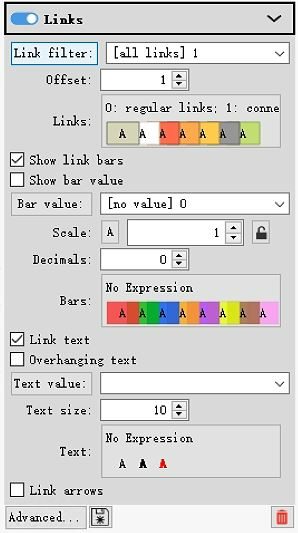 Links
Link filter: [all links] 1
Offset: 1
0: regular links; 1: conne
Links: A A A A A A A
Show link bars
Show bar value
Bar value: [no value] 0
Scale: A 1
Decimals: 0
No Expression
Bars: A A A A A A A A A
Link text
Overhanging text
Text value:
Text size: 10
No Expression
Text: A A A
Link arrows
Advanced...